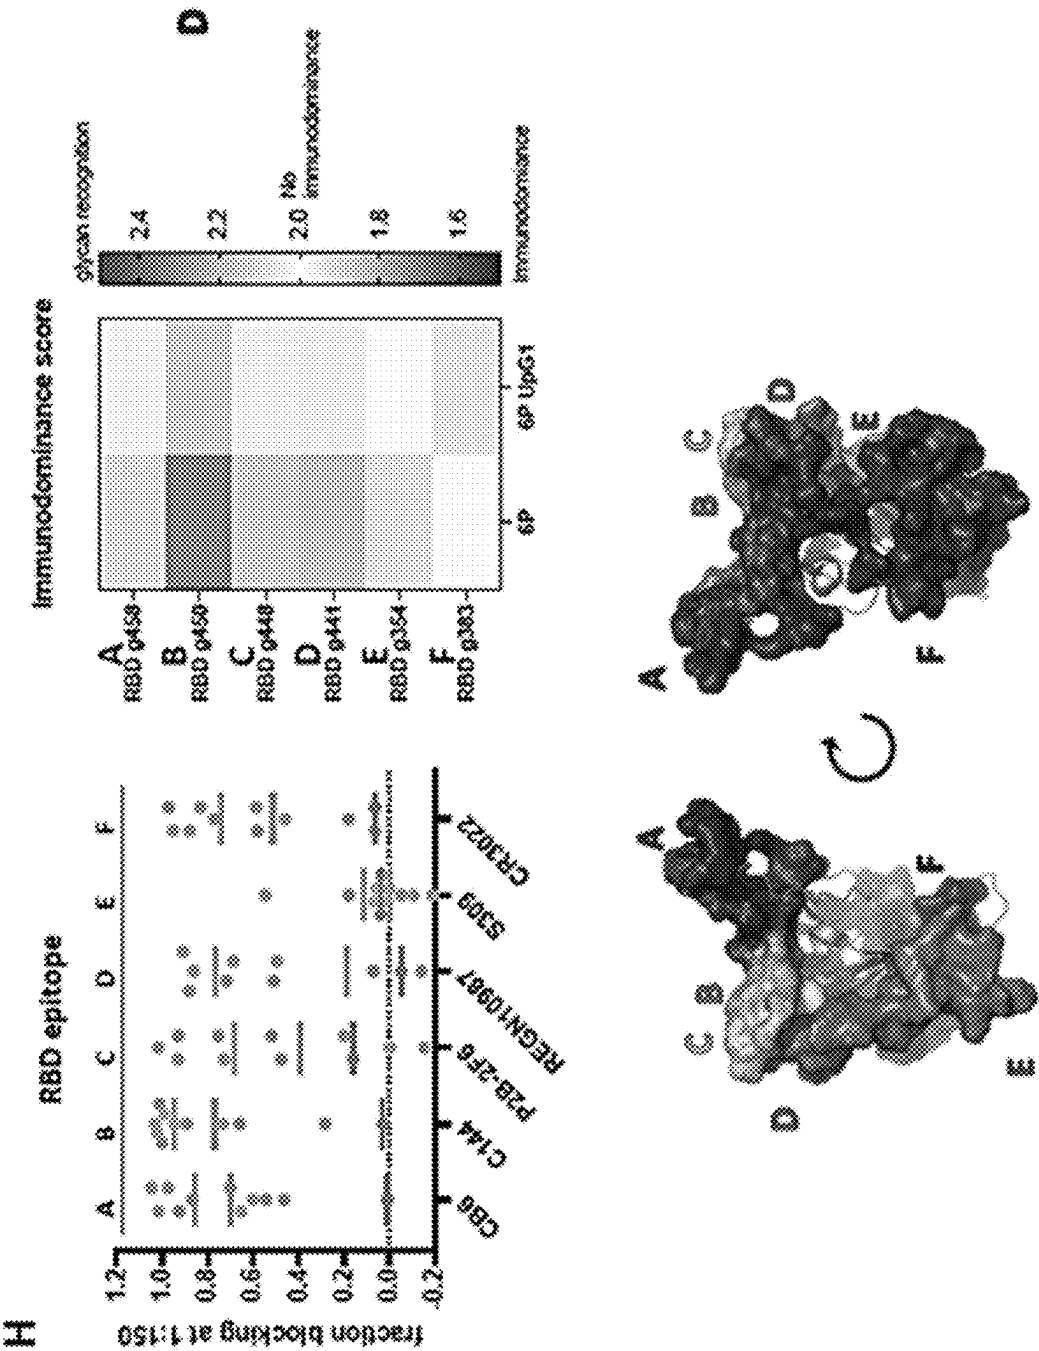 H
RBD epitope
A B C D E F
fraction blocking at 1:150
1.2
1.0
0.8
0.6
0.4
0.2
0.0
-0.2
CB6
C144
P2B-2F6
REGN10987
S309
CR3022
Immunodominance score
A
RBD g458
B
RBD g450
C
RBD g448
D
RBD g441
E
RBD g354
F
RBD g383
6P
6P UpG1
glycan recognition
2.4
2.2
2.0
1.8
1.6
No
immunodominance
immunodomiance
D
A
B
C
D
E
F
A
B
C
D
E
F